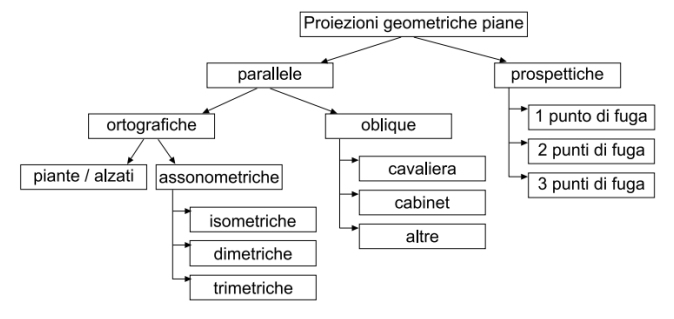 Proiezioni geometriche piane
parallele
prospettiche
ortografiche
oblique
1 punto di fuga
2 punti di fuga
3 punti di fuga
piante / alzati
assonometriche
cavaliera
cabinet
altre
isometriche
dimetriche
trimetriche